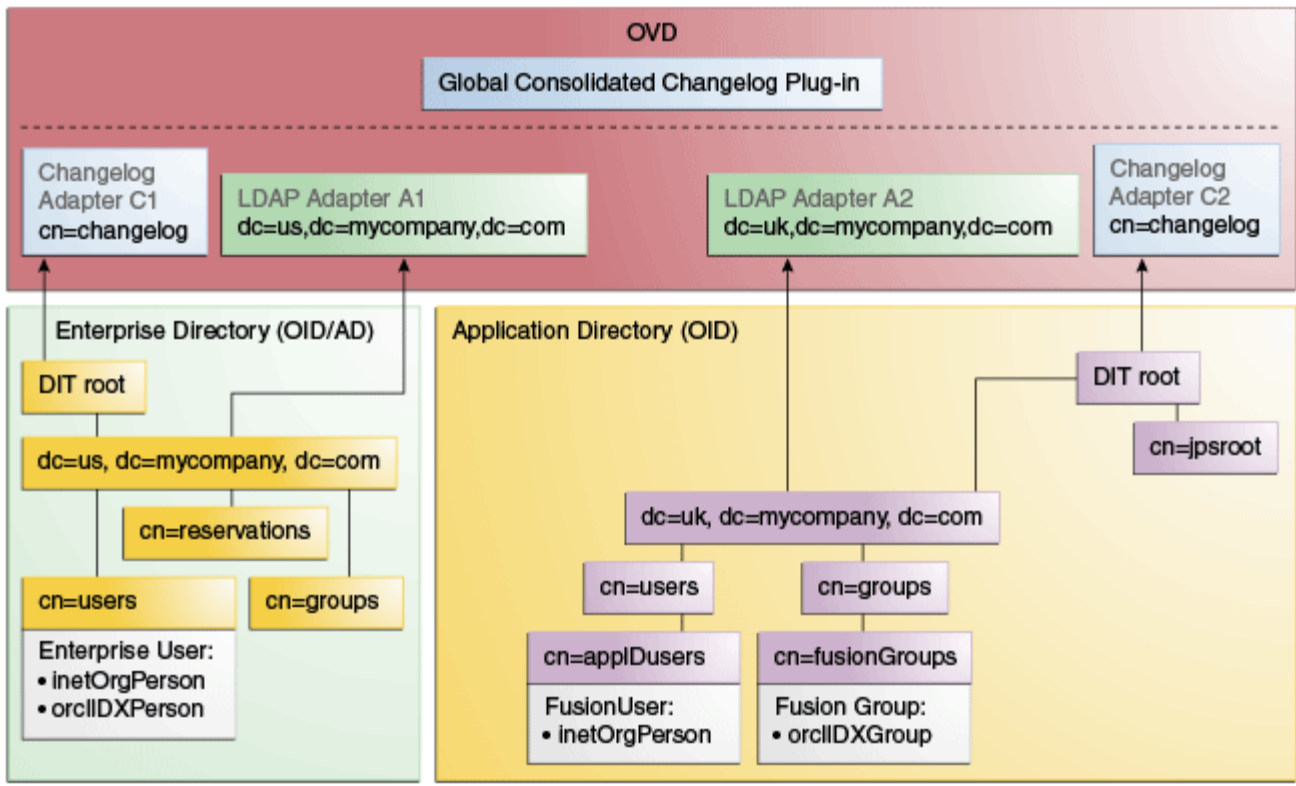 OVD
Global Consolidated Changelog Plug-in
Changelog
Adapter C1
cn=changelog
LDAP Adapter A1
dc=us,dc=mycompany,dc=com
LDAP Adapter A2
dc=uk,dc=mycompany,dc=com
Changelog
Adapter C2
cn=changelog
Enterprise Directory (OID/AD)
DIT root
dc=us, dc=mycompany, dc=com
cn=reservations
cn=users
cn=groups
Enterprise User:
• inetOrgPerson
• orclIDXPerson
Application Directory (OID)
DIT root
cn=jpsroot
dc=uk, dc=mycompany, dc=com
cn=users
cn=groups
cn=appIDusers
cn=fusionGroups
FusionUser:
• inetOrgPerson
Fusion Group:
• orclIDXGroup